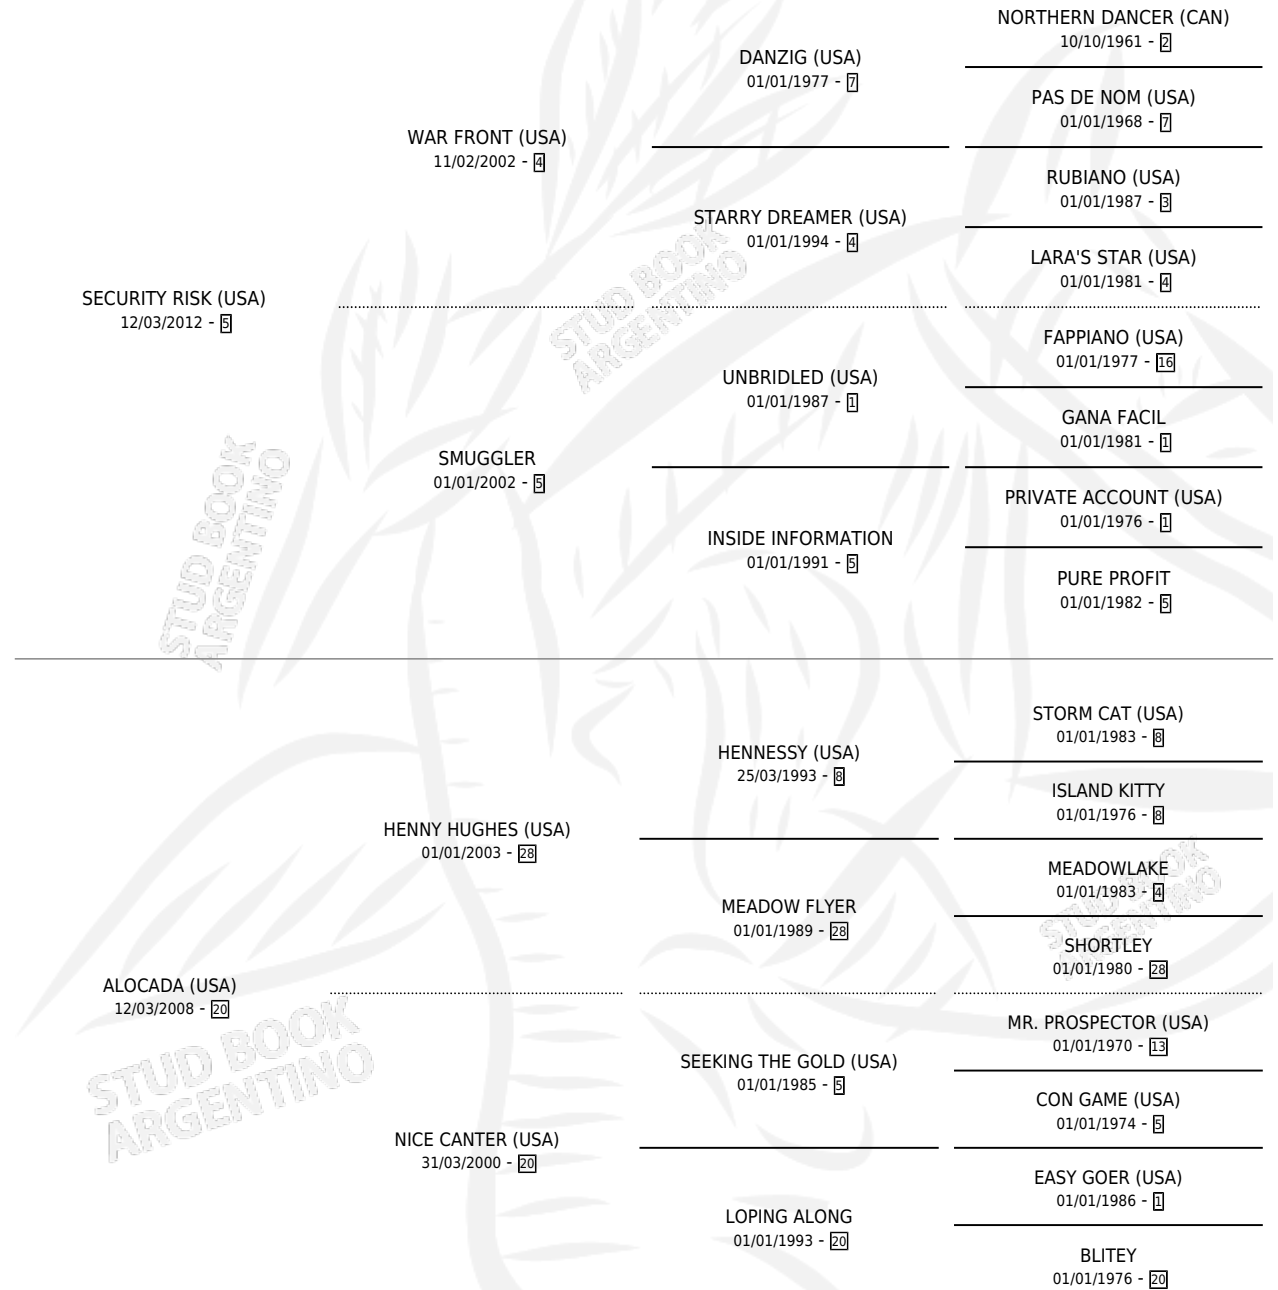 NORTHERN DANCER (CAN)
10/10/1961 - 2
DANZIG (USA)
01/01/1977 - 7
PAS DE NOM (USA)
01/01/1968 - 7
WAR FRONT (USA)
11/02/2002 - 4
RUBIANO (USA)
01/01/1987 - 3
STARRY DREAMER (USA)
01/01/1994 - 4
LARA'S STAR (USA)
01/01/1981 - 4
SECURITY RISK (USA)
12/03/2012 - 5
FAPPIANO (USA)
01/01/1977 - 16
UNBRIDLED (USA)
01/01/1987 - 1
GANA FACIL
01/01/1981 - 1
SMUGGLER
01/01/2002 - 5
PRIVATE ACCOUNT (USA)
01/01/1976 - 1
INSIDE INFORMATION
01/01/1991 - 5
PURE PROFIT
01/01/1982 - 5
STORM CAT (USA)
01/01/1983 - 8
HENNESSY (USA)
25/03/1993 - 8
ISLAND KITTY
01/01/1976 - 8
HENNY HUGHES (USA)
01/01/2003 - 28
MEADOWLAKE
01/01/1983 - 4
MEADOW FLYER
01/01/1989 - 28
SHORTLEY
01/01/1980 - 28
ALOCADA (USA)
12/03/2008 - 20
MR. PROSPECTOR (USA)
01/01/1970 - 13
SEEKING THE GOLD (USA)
01/01/1985 - 5
CON GAME (USA)
01/01/1974 - 5
NICE CANTER (USA)
31/03/2000 - 20
EASY GOER (USA)
01/01/1986 - 1
LOPING ALONG
01/01/1993 - 20
BLITEY
01/01/1976 - 20
STUD BOOK
ARGENTINO
STUD BOOK
ARGENTINO
STUD BOOK
ARGENTINO
STUD BOOK
ARGENTINO